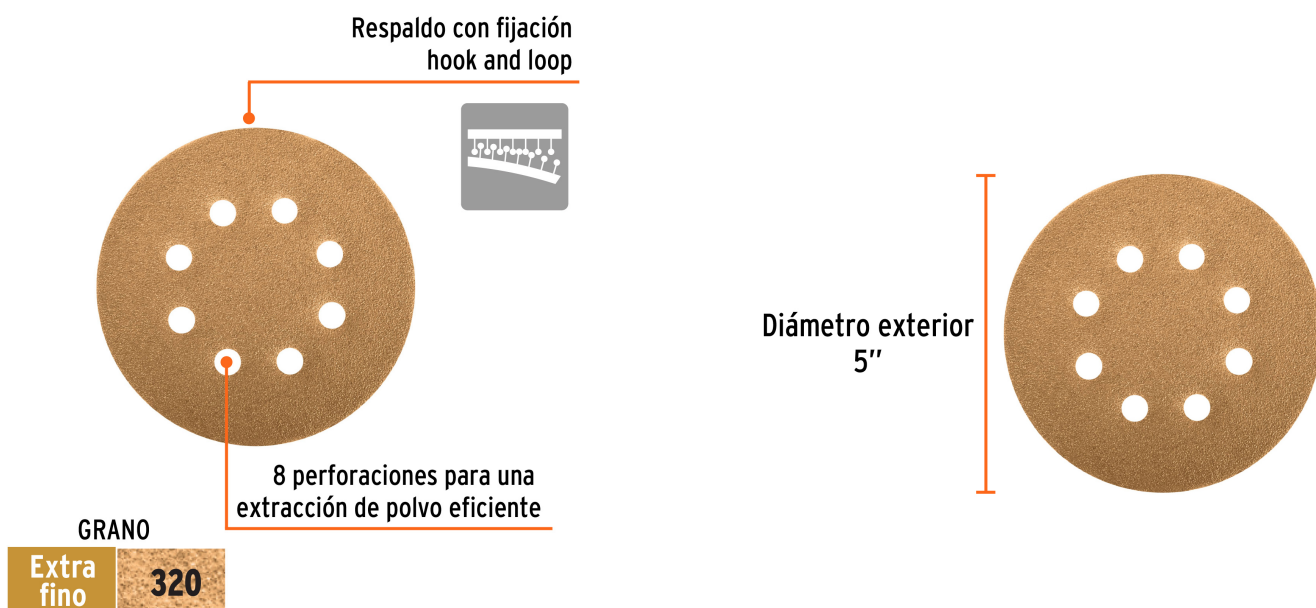 Respaldo con fijación
hook and loop
Diámetro exterior
5’’
8 perforaciones para una
extracción de polvo eficiente
GRANO
Extra
fino
320